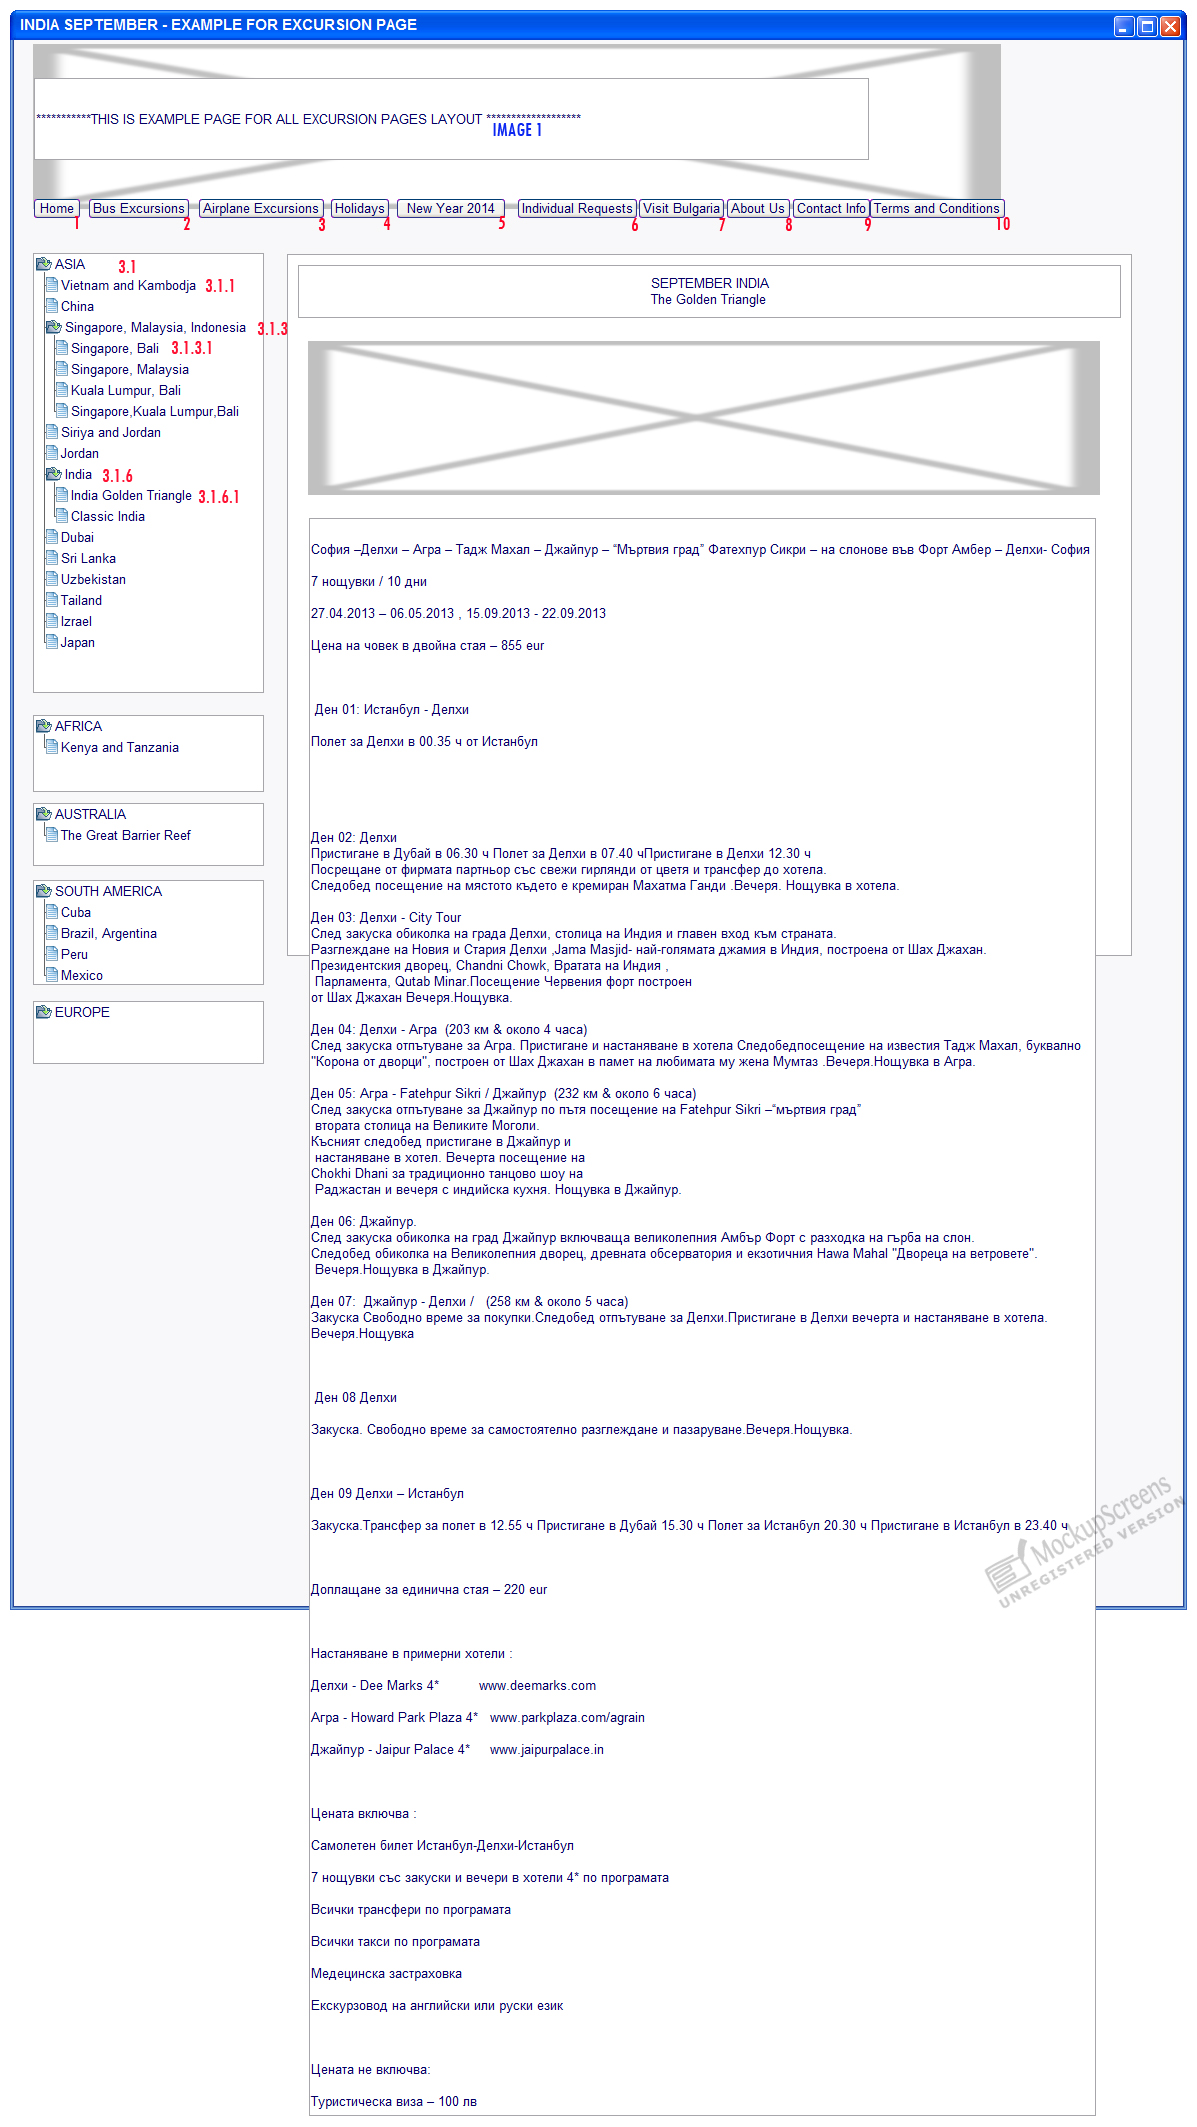 INDIA SEPTEMBER - EXAMPLE FOR EXCURSION PAGE
***********THIS IS EXAMPLE PAGE FOR ALL EXCURSION PAGES LAYOUT *******************
IMAGE 1
Home Bus Excursions Airplane Excursions Holidays New Year 2014 Individual Requests Visit Bulgaria About Us Contact Info Terms and Conditions
1 2 3 4 5 6 7 8 9 10
ASIA 3.1
Vietnam and Kambodja 3.1.1
China
Singapore, Malaysia, Indonesia 3.1.3
Singapore, Bali 3.1.3.1
Singapore, Malaysia
Kuala Lumpur, Bali
Singapore,Kuala Lumpur,Bali
Siriya and Jordan
Jordan
India 3.1.6
India Golden Triangle 3.1.6.1
Classic India
Dubai
Sri Lanka
Uzbekistan
Tailand
Izrael
Japan
AFRICA
Kenya and Tanzania
AUSTRALIA
The Great Barrier Reef
SOUTH AMERICA
Cuba
Brazil, Argentina
Peru
Mexico
EUROPE
SEPTEMBER INDIA
The Golden Triangle
София –Делхи – Агра – Тадж Махал – Джайпур – “Мъртвия град” Фатехпур Сикри – на слонове във Форт Амбер – Делхи- София
7 нощувки / 10 дни
27.04.2013 – 06.05.2013 , 15.09.2013 - 22.09.2013
Цена на човек в двойна стая – 855 eur
Ден 01: Истанбул - Делхи
Полет за Делхи в 00.35 ч от Истанбул
Ден 02: Делхи
Пристигане в Дубай в 06.30 ч Полет за Делхи в 07.40 чПристигане в Делхи 12.30 ч
Посрещане от фирмата партньор със свежи гирлянди от цветя и трансфер до хотела.
Следобед посещение на мястото където е кремиран Махатма Ганди .Вечеря. Нощувка в хотела.
Ден 03: Делхи - City Tour
След закуска обиколка на града Делхи, столица на Индия и главен вход към страната.
Разглеждане на Новия и Стария Делхи ,Jama Masjid- най-голямата джамия в Индия, построена от Шах Джахан.
Президентския дворец, Chandni Chowk, Вратата на Индия ,
Парламента, Qutab Minar.Посещение Червения форт построен
от Шах Джахан Вечеря.Нощувка.
Ден 04: Делхи - Агра (203 км & около 4 часа)
След закуска отпътуване за Агра. Пристигане и настаняване в хотела Следобедпосещение на известия Тадж Махал, буквално
"Корона от дворци", построен от Шах Джахан в памет на любимата му жена Мумтаз .Вечеря.Нощувка в Агра.
Ден 05: Агра - Fatehpur Sikri / Джайпур (232 км & около 6 часа)
След закуска отпътуване за Джайпур по пътя посещение на Fatehpur Sikri –“мъртвия град”
втората столица на Великите Моголи.
Късният следобед пристигане в Джайпур и
настаняване в хотел. Вечерта посещение на
Chokhi Dhani за традиционно танцово шоу на
Раджастан и вечеря с индийска кухня. Нощувка в Джайпур.
Ден 06: Джайпур.
След закуска обиколка на град Джайпур включваща великолепния Амбър Форт с разходка на гърба на слон.
Следобед обиколка на Великолепния дворец, древната обсерватория и екзотичния Hawa Mahal "Двореца на ветровете".
Вечеря.Нощувка в Джайпур.
Ден 07: Джайпур - Делхи / (258 км & около 5 часа)
Закуска Свободно време за покупки.Следобед отпътуване за Делхи.Пристигане в Делхи вечерта и настаняване в хотела.
Вечеря.Нощувка
Ден 08 Делхи
Закуска. Свободно време за самостоятелно разглеждане и пазаруване.Вечеря.Нощувка.
Ден 09 Делхи – Истанбул
Закуска.Трансфер за полет в 12.55 ч Пристигане в Дубай 15.30 ч Полет за Истанбул 20.30 ч Пристигане в Истанбул в 23.40 ч
Доплащане за единична стая – 220 eur
Настаняване в примерни хотели :
Делхи - Dee Marks 4* www.deemarks.com
Агра - Howard Park Plaza 4* www.parkplaza.com/agrain
Джайпур - Jaipur Palace 4* www.jaipurpalace.in
Цената включва :
Самолетен билет Истанбул-Делхи-Истанбул
7 нощувки със закуски и вечери в хотели 4* по програмата
Всички трансфери по програмата
Всички такси по програмата
Медецинска застраховка
Екскурзовод на английски или руски език
Цената не включва:
Туристическа виза – 100 лв
MockupScreens
UNREGISTERED VERSION